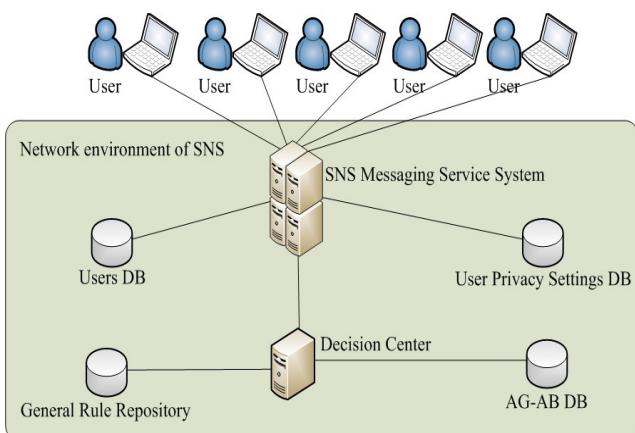 User
User
User
User
User
Network environment of SNS
SNS Messaging Service System
Users DB
User Privacy Settings DB
Decision Center
General Rule Repository
AG-AB DB